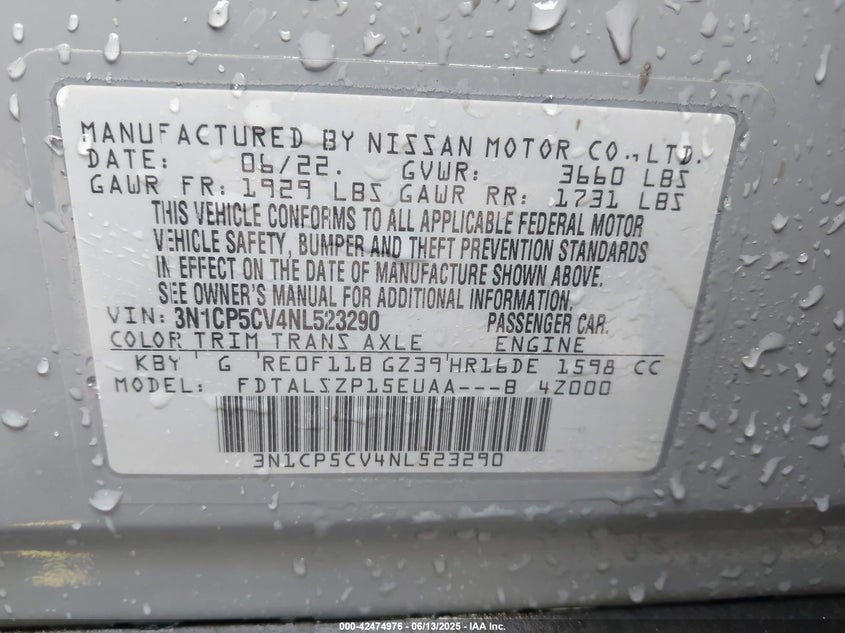 MANUFACTURED BY NISSAN MOTOR CO., LTD.
DATE: 06/22. GVWR: 3660 LBS
GAWR FR: 1929 LBS GAWR RR: 1731 LBS
THIS VEHICLE CONFORMS TO ALL APPLICABLE FEDERAL MOTOR
VEHICLE SAFETY, BUMPER AND THEFT PREVENTION STANDARDS
IN EFFECT ON THE DATE OF MANUFACTURE SHOWN ABOVE.
SEE OWNER'S MANUAL FOR ADDITIONAL INFORMATION.
VIN: 3N1CP5CV4NL523290 PASSENGER CAR.
COLOR TRIM TRANS AXLE ENGINE
KBY G RE0F11B GZ39 HR16DE 1598 CC
MODEL: FDTALSZP15EUAA---B 4Z000
3N1CP5CV4NL523290
000-42474976 - 06/13/2025 - IAA Inc.